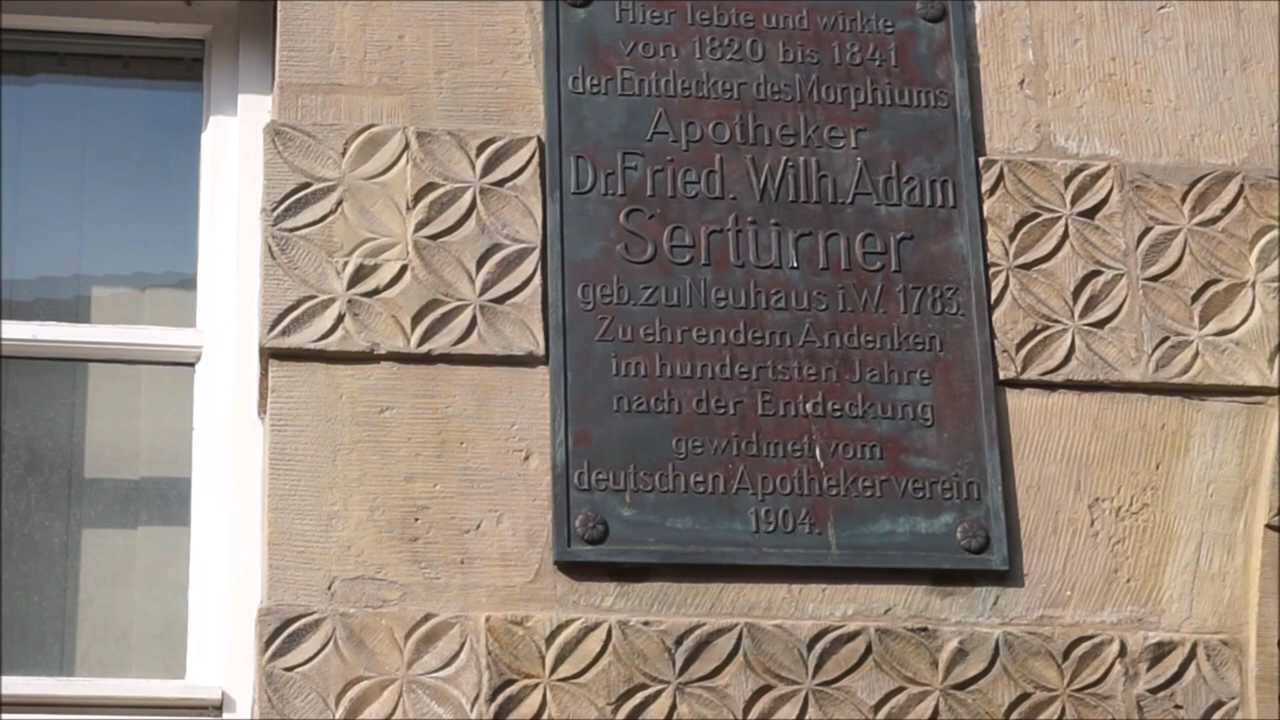 Hier lebte und wirkte
von 1820 bis 1841
der Entdecker des Morphiums
Apotheker
Dr. Fried. Wilh. Adam
Sertürner
geb. zu Neuhaus i. W. 1783.
Zu ehrendem Andenken
im hundertsten Jahre
nach der Entdeckung
gewidmet vom
deutschen Apothekerverein
1904.